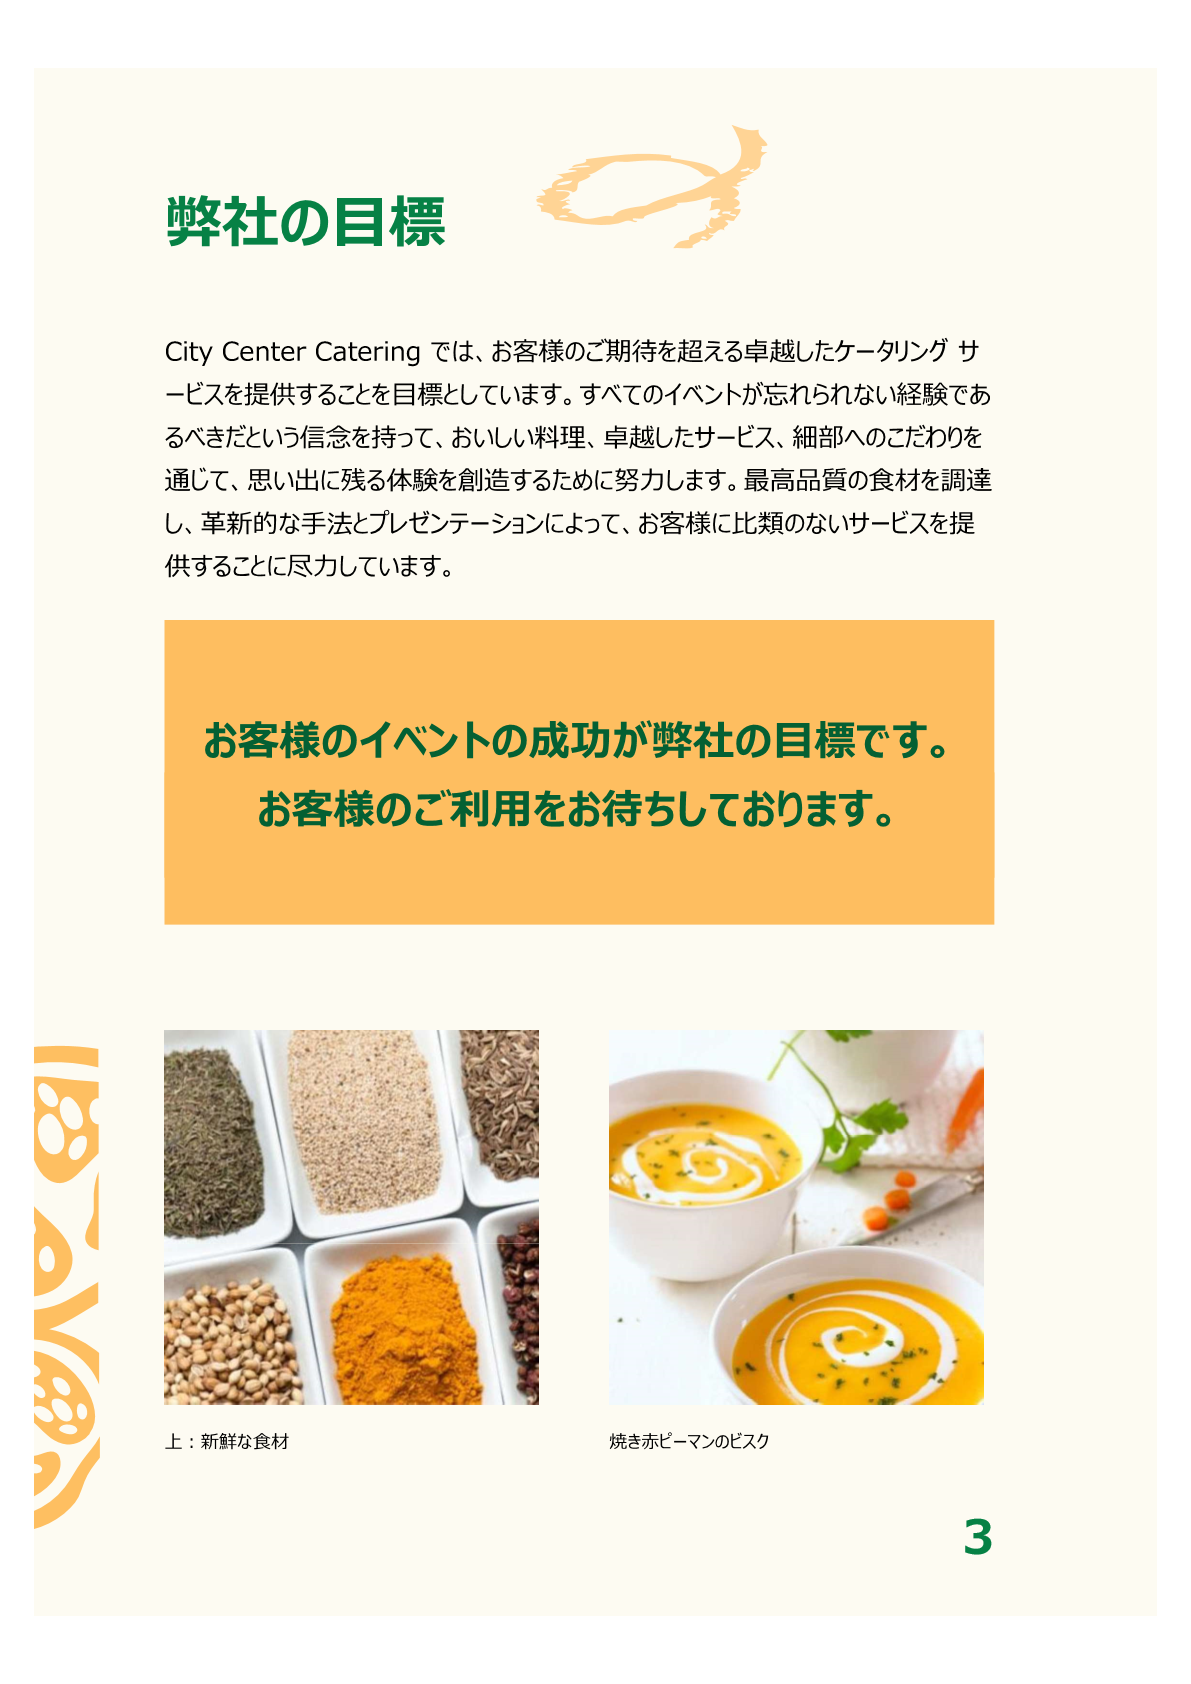 弊社の目標
City Center Catering では、お客様のご期待を超える卓越したケータリング サ
ービスを提供することを目標としています。すべてのイベントが忘れられない経験であ
るべきだという信念を持って、おいしい料理、卓越したサービス、細部へのこだわりを
通じて、思い出に残る体験を創造するために努力します。最高品質の食材を調達
し、革新的な手法とプレゼンテーションによって、お客様に比類のないサービスを提
供することに尽力しています。
お客様のイベントの成功が弊社の目標です。
お客様のご利用をお待ちしております。
上：新鮮な食材
焼き赤ピーマンのビスク
3